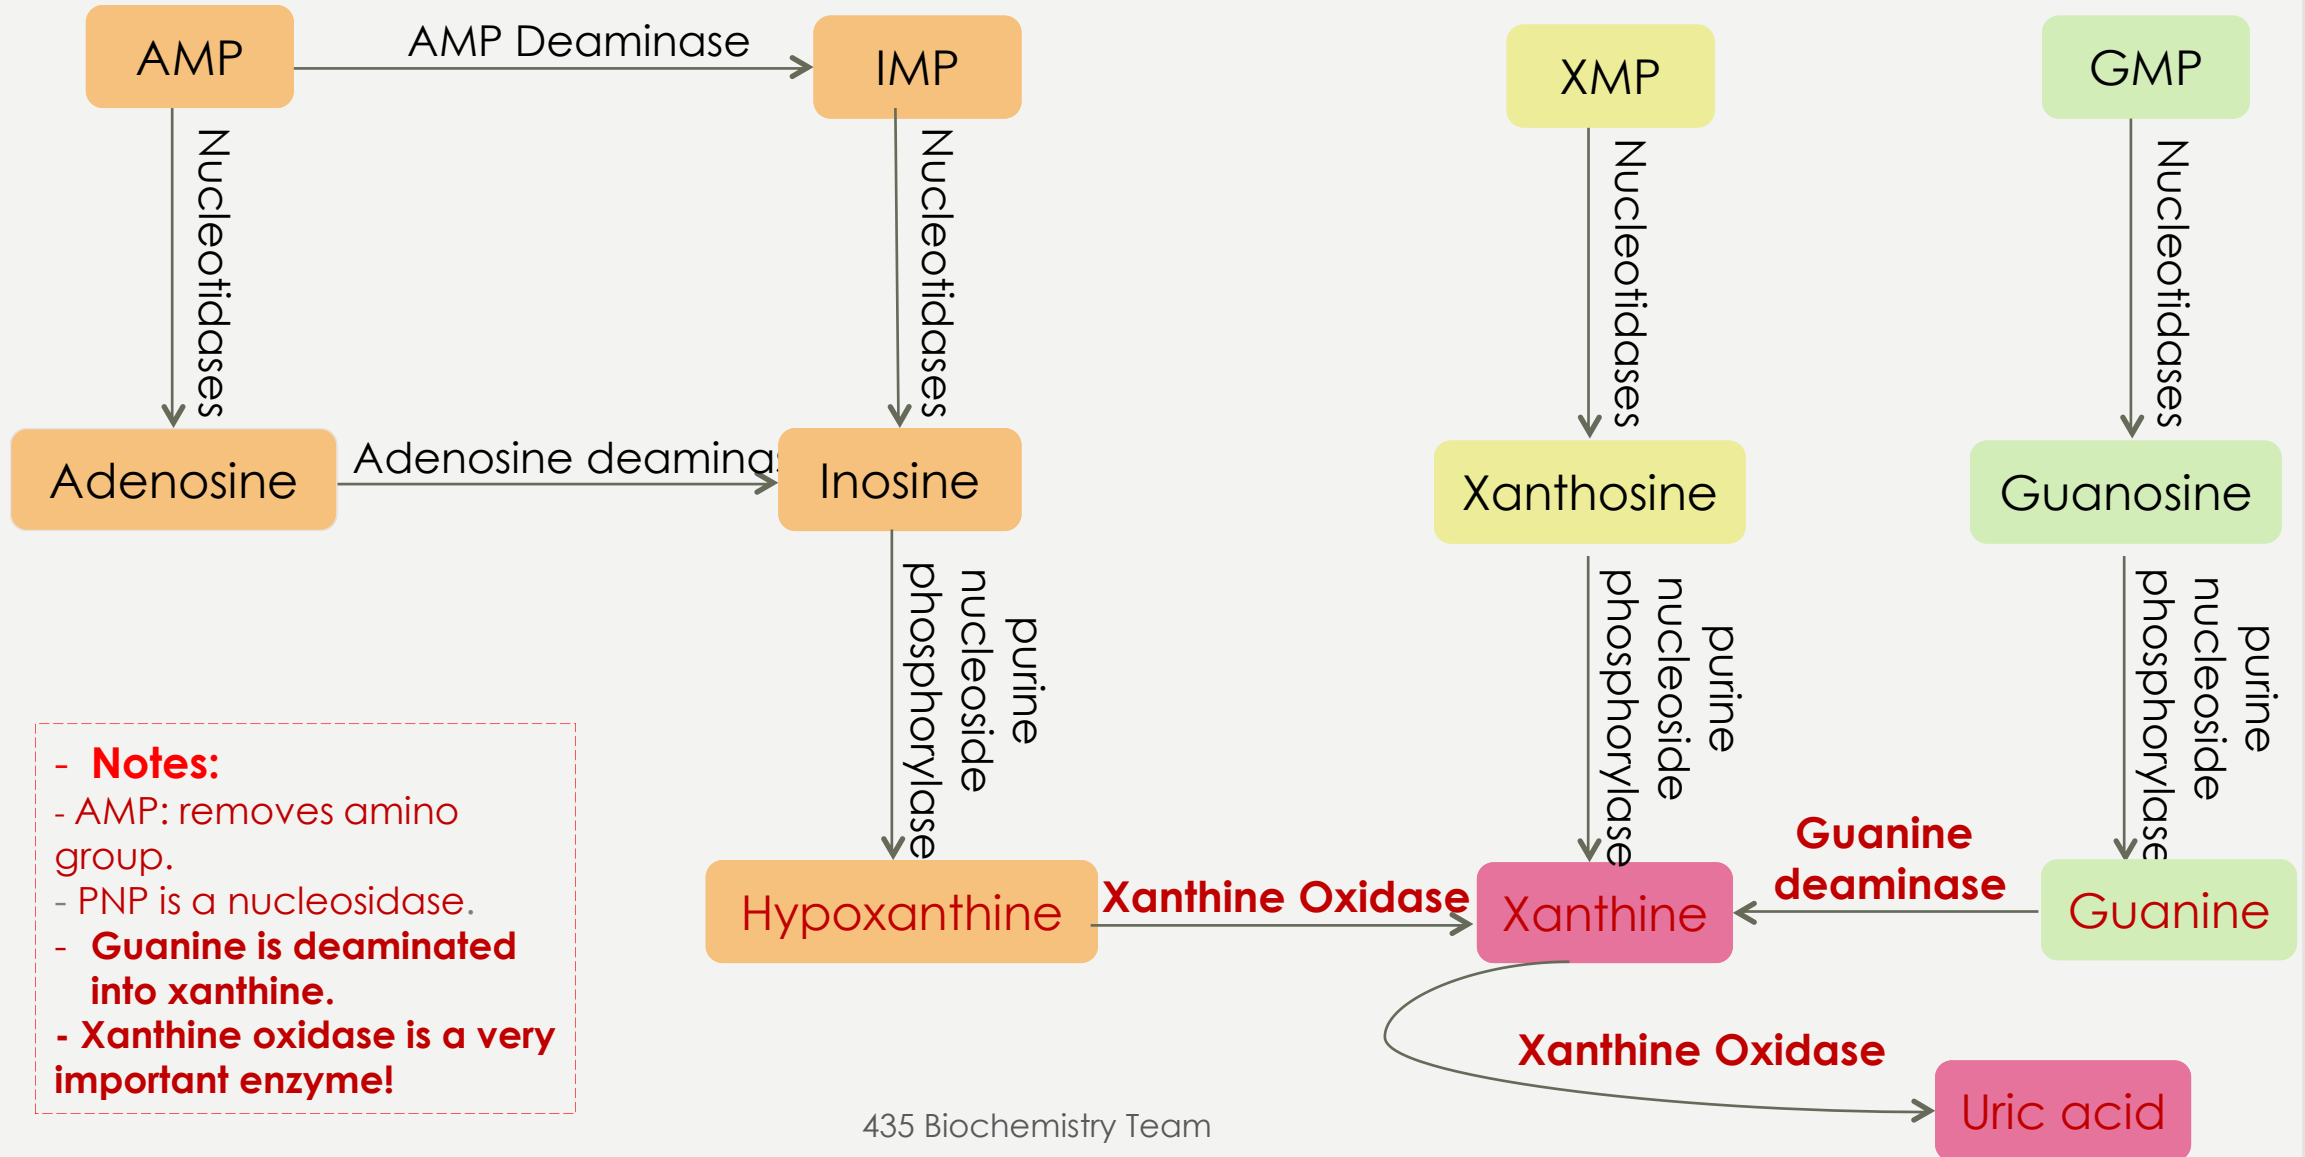 AMP
AMP Deaminase
IMP
XMP
GMP
Nucleotidases
Nucleotidases
Nucleotidases
Nucleotidases
Adenosine
Adenosine deaminas
Inosine
Xanthosine
Guanosine
purine
nucleoside
phosphorylase
purine
nucleoside
phosphorylase
purine
nucleoside
phosphorylase
- Notes:
- AMP: removes amino
group.
- PNP is a nucleosidase.
- Guanine is deaminated
into xanthine.
- Xanthine oxidase is a very
important enzyme!
Hypoxanthine
Xanthine Oxidase
Xanthine
Guanine
deaminase
Guanine
Xanthine Oxidase
Uric acid
435 Biochemistry Team